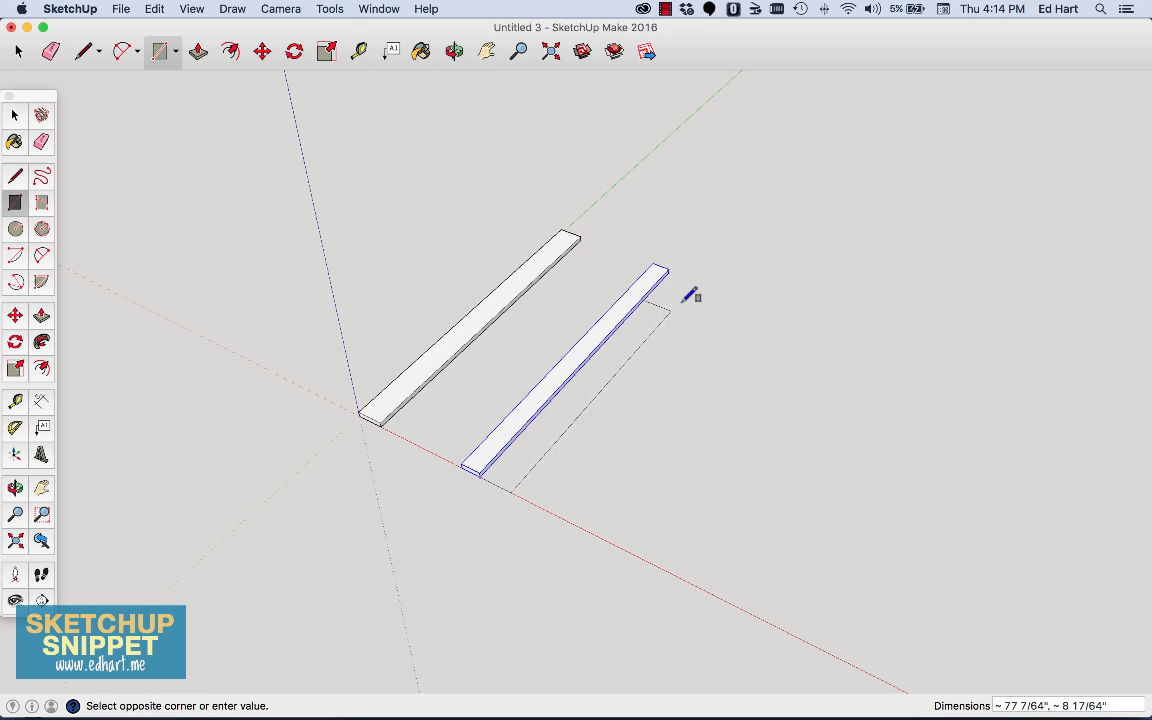 SketchUp File Edit View Draw Camera Tools Window Help 5% Thu 4:14 PM Ed Hart
Untitled 3 - SketchUp Make 2016
A1
A1
SKETCHUP
SNIPPET
www.edhart.me
Select opposite corner or enter value. Dimensions ~ 77 7/64", ~ 8 17/64"